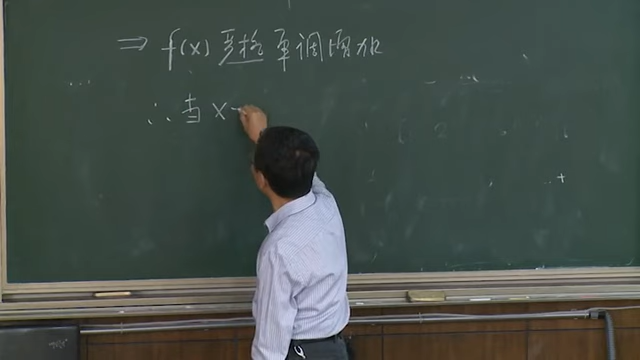 ⇒ f(x) 严格单调增加
∴ 当 x